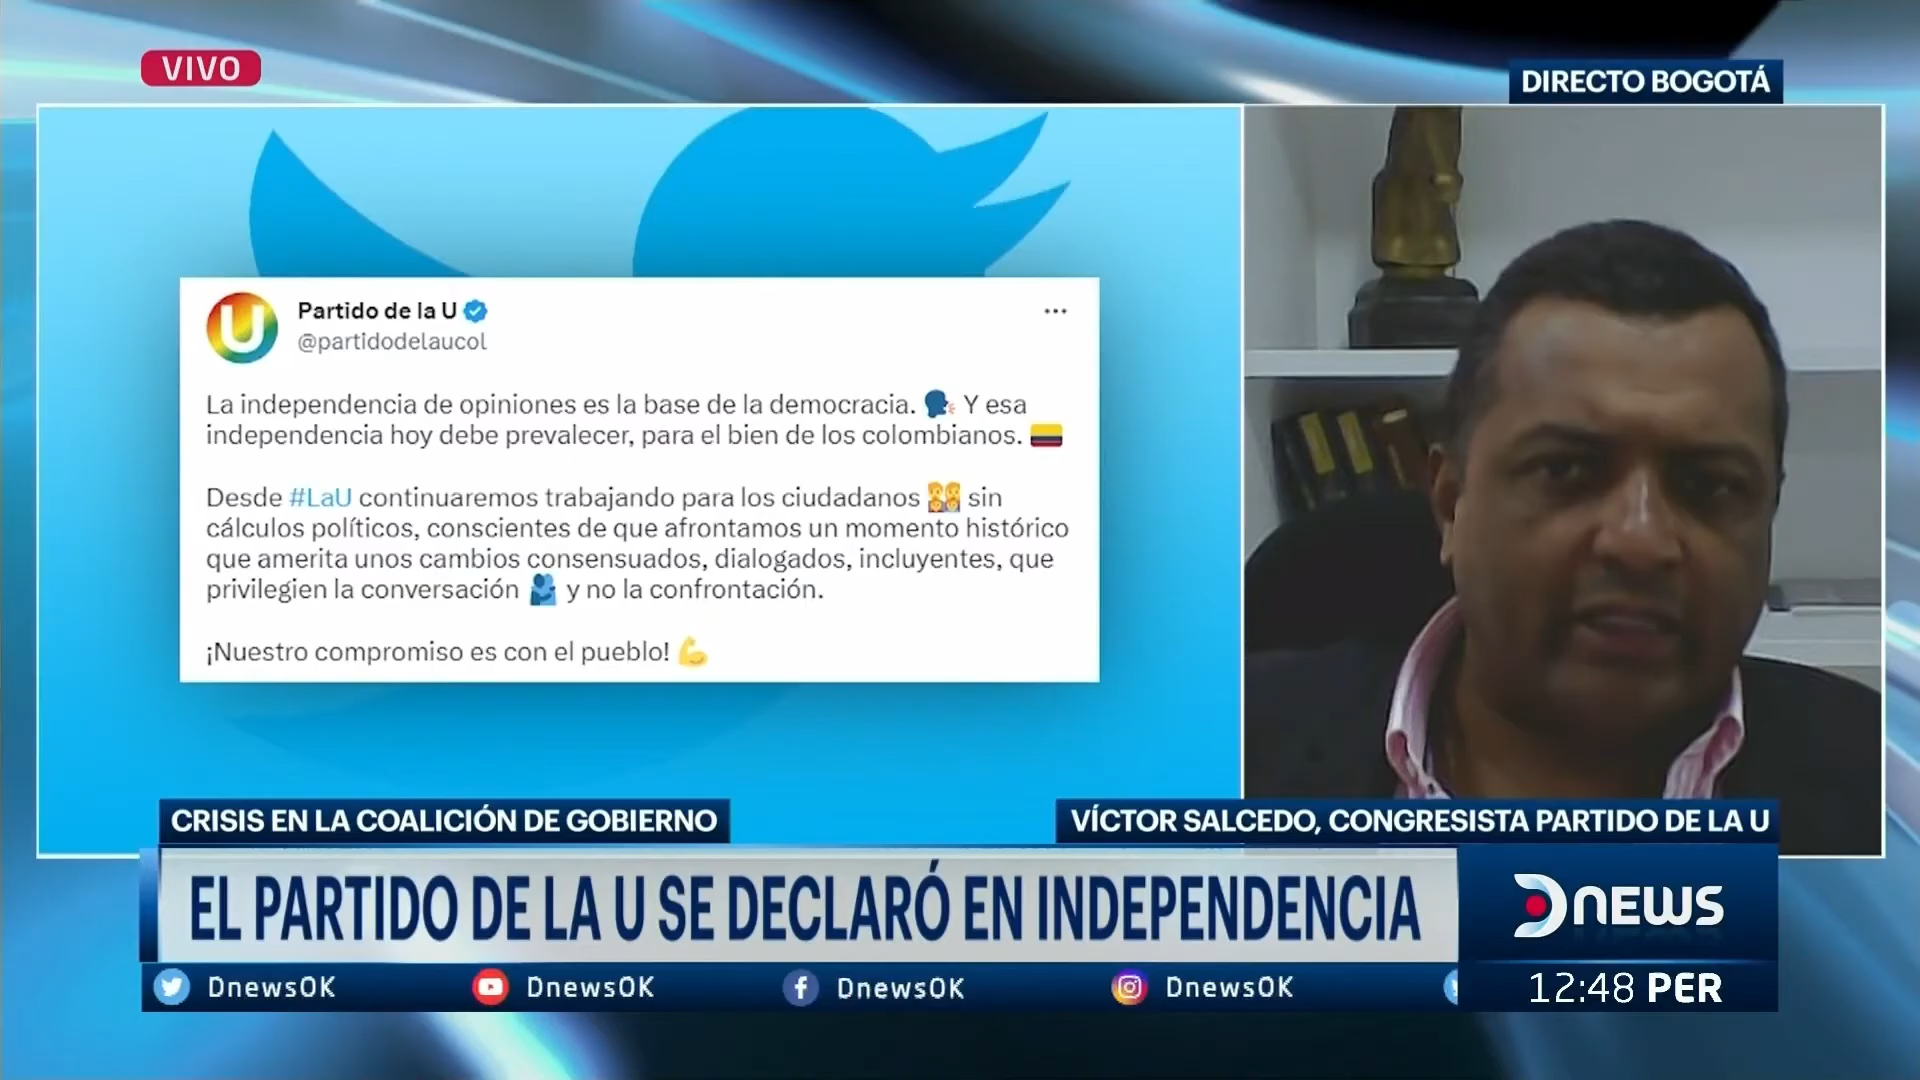 VIVO
DIRECTO BOGOTÁ
U
Partido de la U
@partidodelaucol
La independencia de opiniones es la base de la democracia. 🗣️ Y esa
independencia hoy debe prevalecer, para el bien de los colombianos. 🇨🇴
Desde #LaU continuaremos trabajando para los ciudadanos 👩‍❤️‍👨 sin
cálculos políticos, conscientes de que afrontamos un momento histórico
que amerita unos cambios consensuados, dialogados, incluyentes, que
privilegien la conversación 🫂 y no la confrontación.
¡Nuestro compromiso es con el pueblo! 💪
CRISIS EN LA COALICIÓN DE GOBIERNO
VÍCTOR SALCEDO, CONGRESISTA PARTIDO DE LA U
EL PARTIDO DE LA U SE DECLARÓ EN INDEPENDENCIA
DNEWS
DnewsOK DnewsOK DnewsOK DnewsOK
12:48 PER